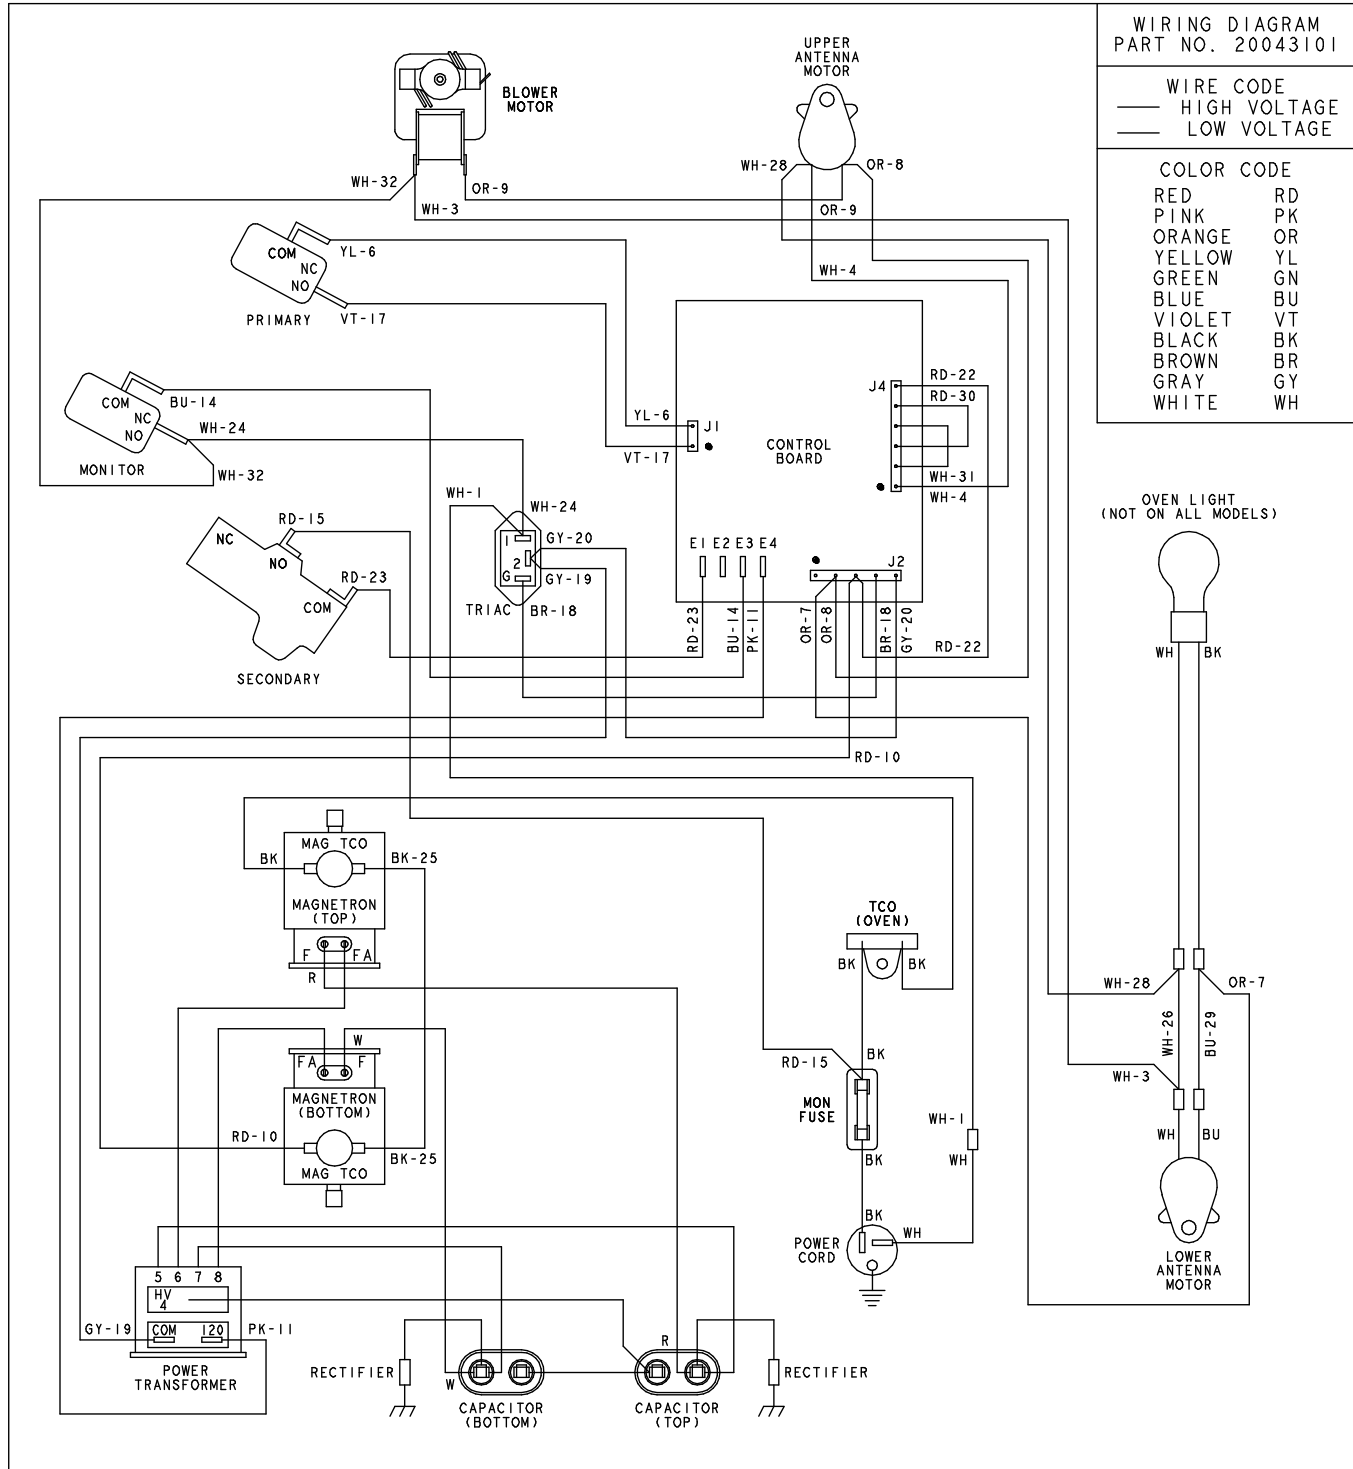 WIRING DIAGRAM
PART NO. 20043101
WIRE CODE
HIGH VOLTAGE
LOW VOLTAGE
COLOR CODE
RED RD
PINK PK
ORANGE OR
YELLOW YL
GREEN GN
BLUE BU
VIOLET VT
BLACK BK
BROWN BR
GRAY GY
WHITE WH
BLOWER
MOTOR
UPPER
ANTENNA
MOTOR
WH-32
OR-9
WH-3
WH-28
OR-8
OR-9
WH-4
COM
NC
NO
YL-6
VT-17
PRIMARY
COM
NC
NO
BU-14
WH-24
WH-32
MONITOR
YL-6
VT-17
J1
CONTROL
BOARD
J4
RD-22
RD-30
WH-31
WH-4
NC
NO
COM
RD-15
RD-23
SECONDARY
WH-1
WH-24
1
2
G
GY-20
GY-19
TRIAC
BR-18
E1 E2 E3 E4
J2
RD-23
BU-14
PK-11
OR-7
OR-8
BR-18
GY-20
RD-22
RD-10
OVEN LIGHT
(NOT ON ALL MODELS)
WH
BK
MAG TCO
BK
BK-25
MAGNETRON
(TOP)
F
FA
R
W
FA
F
MAGNETRON
(BOTTOM)
RD-10
BK-25
MAG TCO
TCO
(OVEN)
BK
BK
BK
RD-15
MON
FUSE
BK
WH-1
WH
BK
WH
POWER
CORD
WH-28
OR-7
WH-26
BU-29
WH-3
WH
BU
LOWER
ANTENNA
MOTOR
5 6 7 8
HV
4
COM 120
GY-19
PK-11
POWER
TRANSFORMER
RECTIFIER
W
CAPACITOR
(BOTTOM)
R
CAPACITOR
(TOP)
RECTIFIER